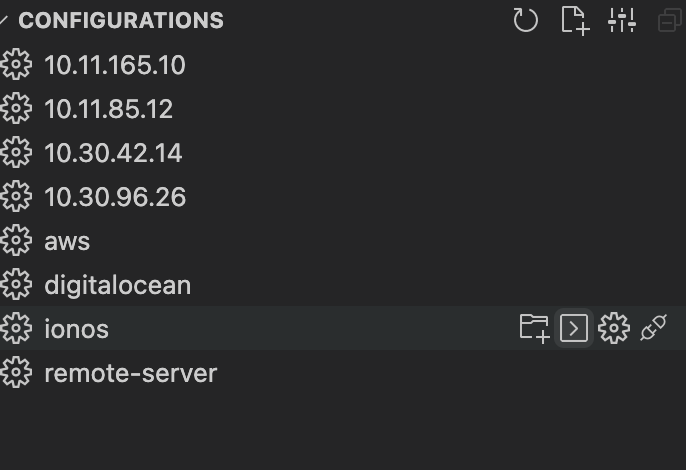 CONFIGURATIONS
10.11.165.10
10.11.85.12
10.30.42.14
10.30.96.26
aws
digitalocean
ionos
remote-server